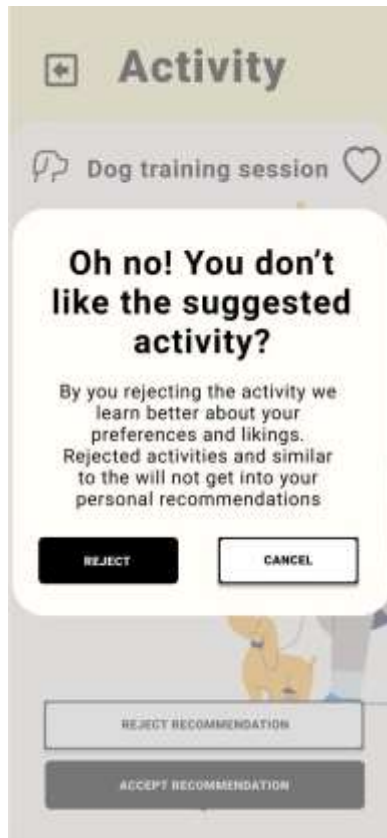 Activity
Dog training session
Oh no! You don't
like the suggested
activity?
By you rejecting the activity we
learn better about your
preferences and likings.
Rejected activities and similar
to the will not get into your
personal recommendations
REJECT
CANCEL
REJECT RECOMMENDATION
ACCEPT RECOMMENDATION